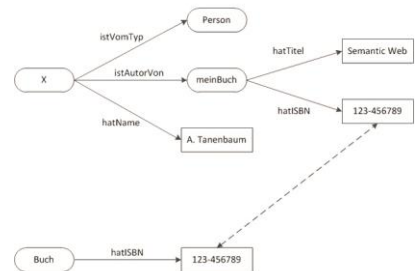 Person
istVomTyp
hatTitel
Semantic Web
X
istAutorVon
meinBuch
hatISBN
123-456789
hatName
A. Tanenbaum
Buch
hatISBN
123-456789